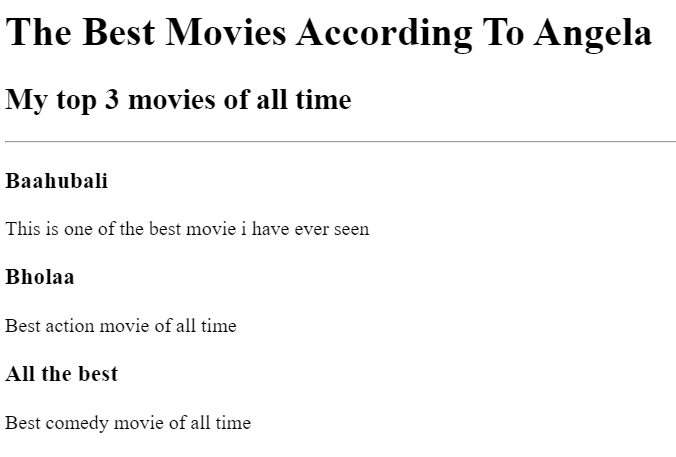 The Best Movies According To Angela
My top 3 movies of all time
Baahubali
This is one of the best movie i have ever seen
Bholaa
Best action movie of all time
All the best
Best comedy movie of all time